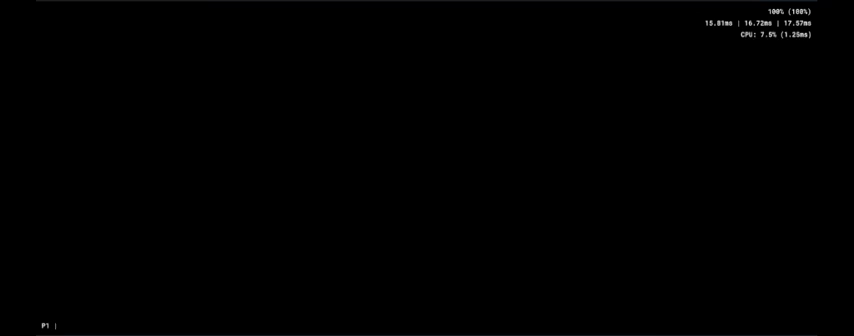 100% (100%)
15.81ms | 16.72ms | 17.57ms
CPU: 7.5% (1.25ms)
P1 |